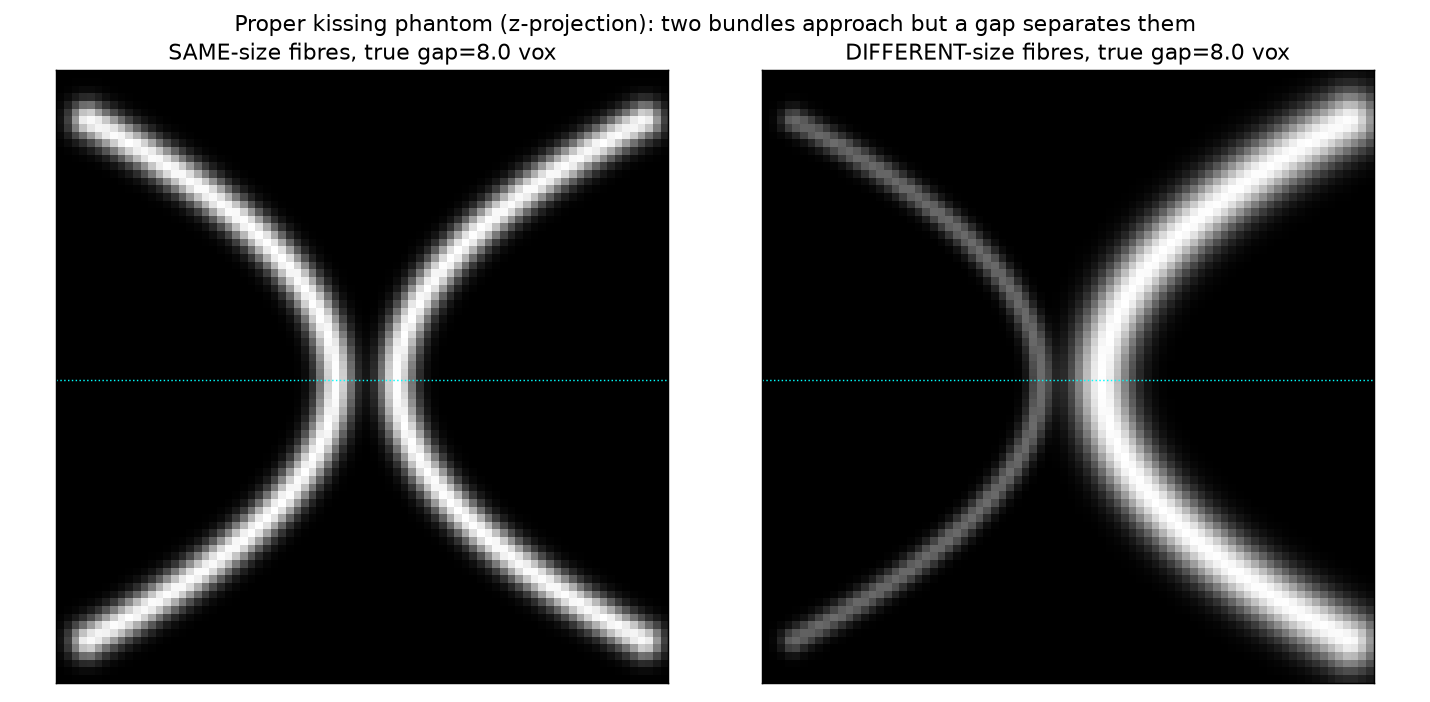 Proper kissing phantom (z-projection): two bundles approach but a gap separates them
SAME-size fibres, true gap=8.0 vox
DIFFERENT-size fibres, true gap=8.0 vox